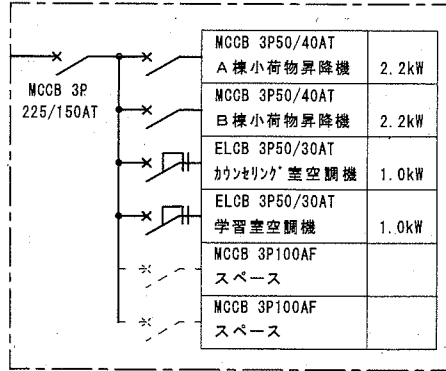 MCCB 3P
225/150AT
MCCB 3P50/40AT
A棟小荷物昇降機 2.2kW
MCCB 3P50/40AT
B棟小荷物昇降機 2.2kW
ELCB 3P50/30AT
ｶｳﾝｾﾘﾝｸﾞ室空調機 1.0kW
ELCB 3P50/30AT
学習室空調機 1.0kW
MCCB 3P100AF
スペース
MCCB 3P100AF
スペース